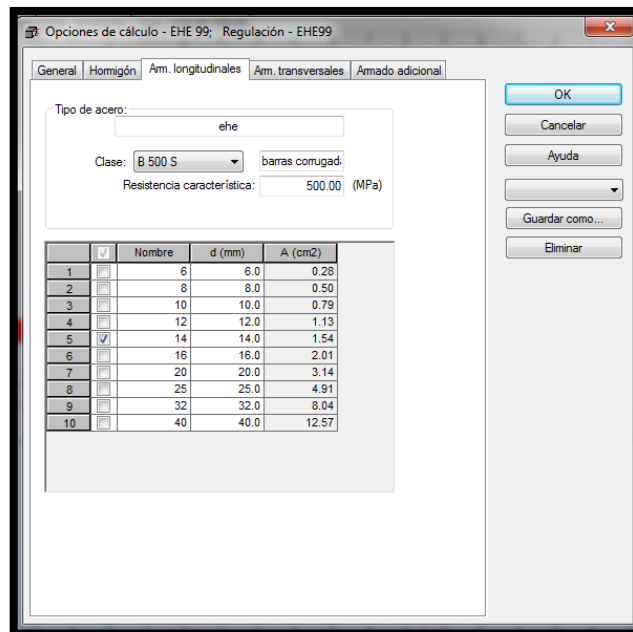 Opciones de cálculo - EHE 99; Regulación - EHE99
General Hormigón Arm. longitudinales Arm. transversales Armado adicional
Tipo de acero:
ehe
Clase: B 500 S barras corrugad
Resistencia característica: 500.00 (MPa)
Nombre d (mm) A (cm2)
1 6 6.0 0.28
2 8 8.0 0.50
3 10 10.0 0.79
4 12 12.0 1.13
5 14 14.0 1.54
6 16 16.0 2.01
7 20 20.0 3.14
8 25 25.0 4.91
9 32 32.0 8.04
10 40 40.0 12.57
OK
Cancelar
Ayuda
Guardar como...
Eliminar